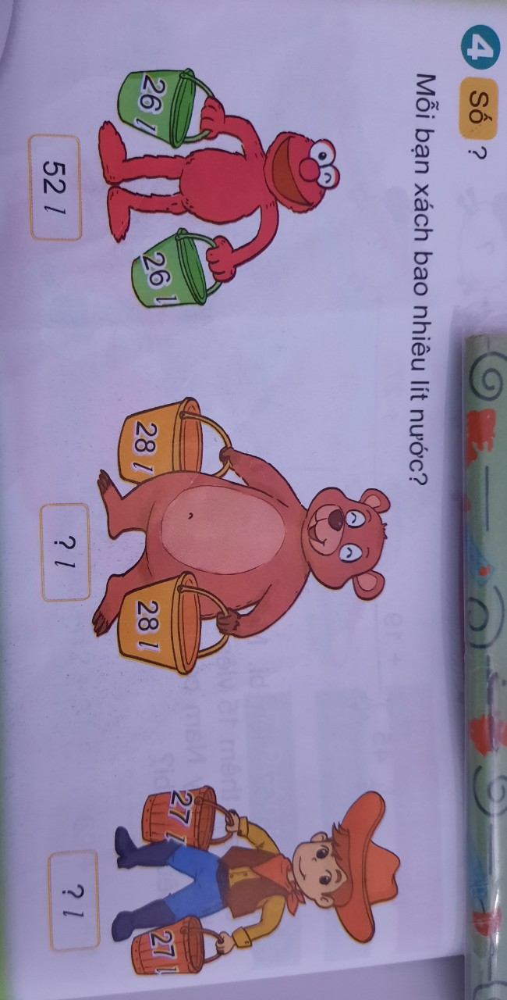 4 Số ?
Mỗi bạn xách bao nhiêu lít nước?
26 l
26 l
28 l
28 l
27 l
27 l
52 l
? l
? l